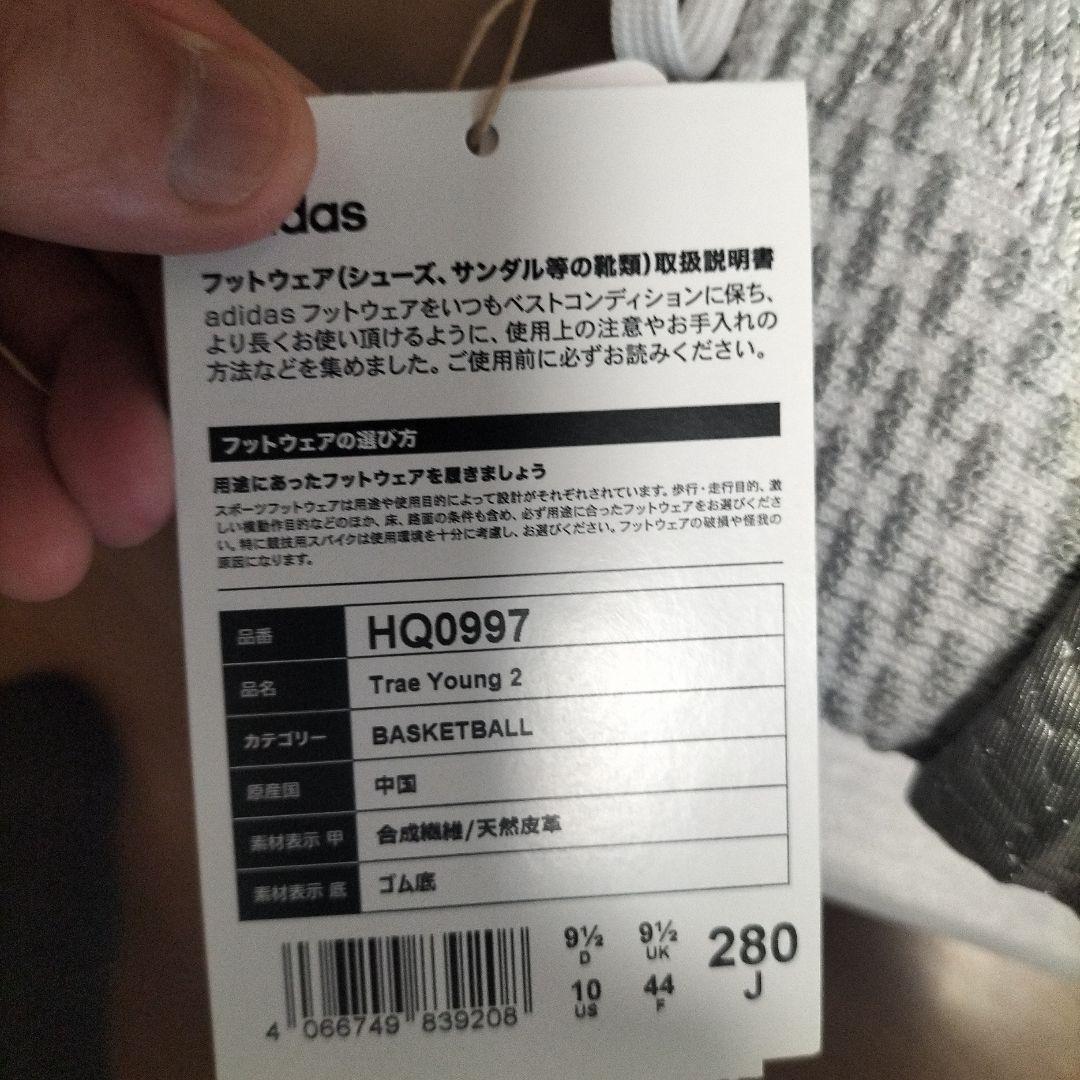 das
フットウェア(シューズ、サンダル等の靴類)取扱説明書
adidas フットウェアをいつもベストコンディションに保ち、
より長くお使い頂けるように、使用上の注意やお手入れの
方法などを集めました。ご使用前に必ずお読みください。
フットウェアの選び方
用途にあったフットウェアを履きましょう
スポーツフットウェアは用途や使用目的によって設計がそれぞれされています。歩行・走行目的、激
しい機動作目的などのほか、床、路面の条件も含め、必ず用途に合ったフットウェアをお選びくださ
い。特に競技用スパイクは使用環境を十分に考慮し、お選びください。フットウェアの破損や怪我の
原因になります。
品番 HQ0997
品名 Trae Young 2
カテゴリー BASKETBALL
原産国 中国
素材表示 甲 合成繊維/天然皮革
素材表示 底 ゴム底
9½ D 9½ UK 280 J
10 US 44 F
4 066749 839208